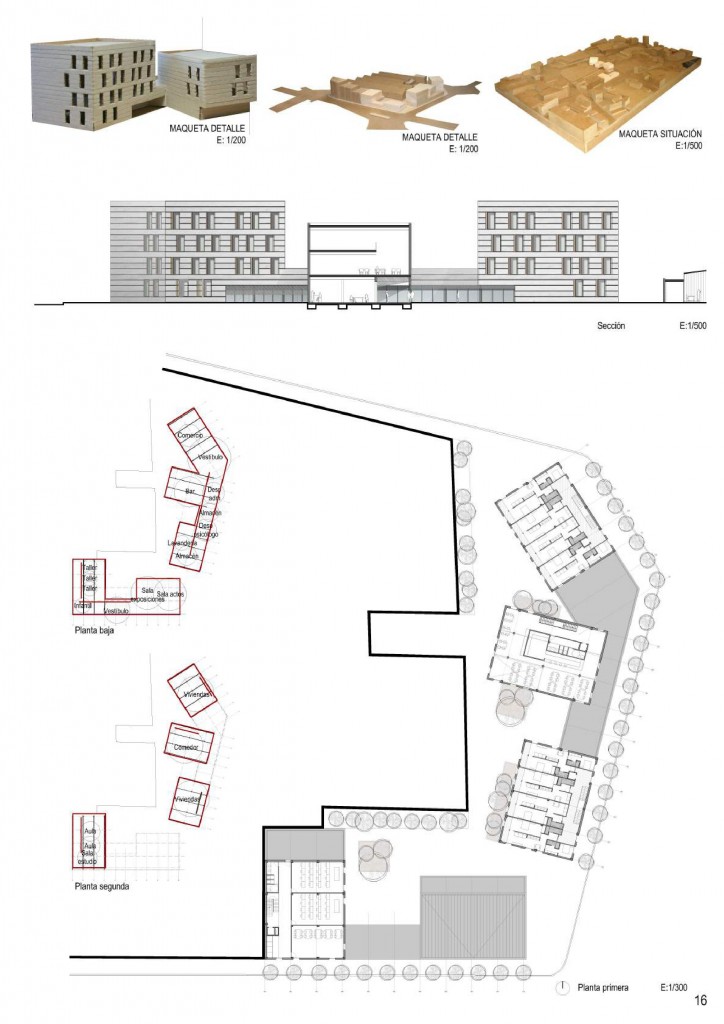 MAQUETA DETALLE
E: 1/200
MAQUETA DETALLE
E: 1/200
MAQUETA SITUACIÓN
E:1/500
Sección
E:1/500
Comercio
Vestíbulo
Bar
Desp
adm
Almacén
Desp
psicólogo
Lavandería
Almacén
Taller
Taller
Taller
Infantil
Vestíbulo
Sala
exposiciones
Sala actos
Planta baja
Viviendas
Comedor
Viviendas
Aula
Aula
Sala
estudio
Planta segunda
Planta primera
E:1/300
16